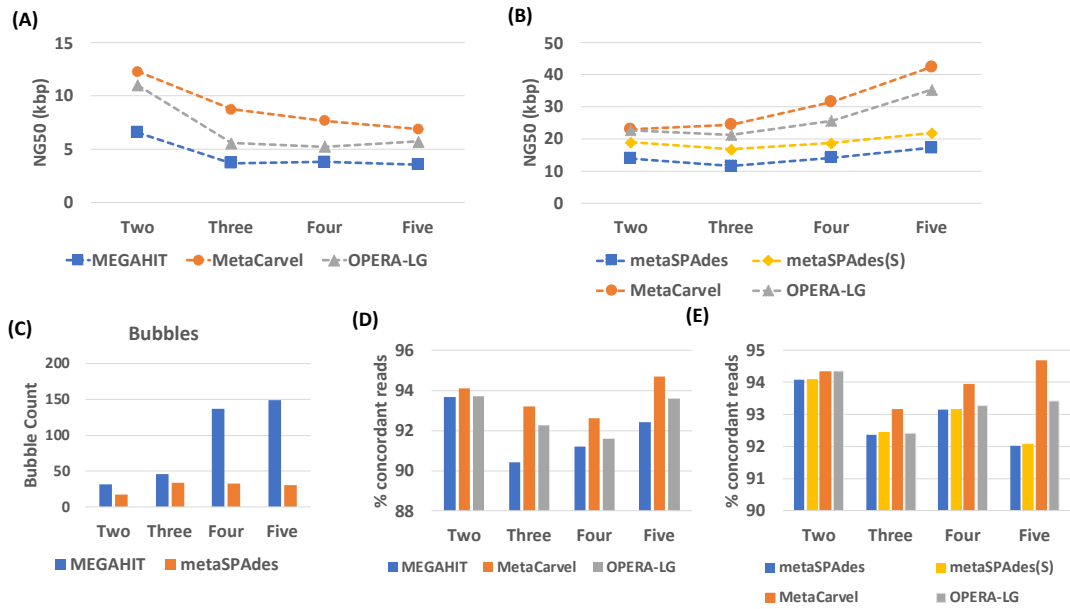 (A)
15
10
5
0
NG50 (kbp)
Two Three Four Five
MEGAHIT MetaCarvel OPERA-LG
(B)
50
40
30
20
10
0
NG50 (kbp)
Two Three Four Five
metaSPAdes metaSPAdes(S)
MetaCarvel OPERA-LG
(C)
Bubbles
200
150
100
50
0
Bubble Count
Two Three Four Five
MEGAHIT metaSPAdes
(D)
96
94
92
90
88
% concordant reads
Two Three Four Five
MEGAHIT MetaCarvel OPERA-LG
(E)
95
94
93
92
91
90
% concordant reads
Two Three Four Five
metaSPAdes metaSPAdes(S)
MetaCarvel OPERA-LG